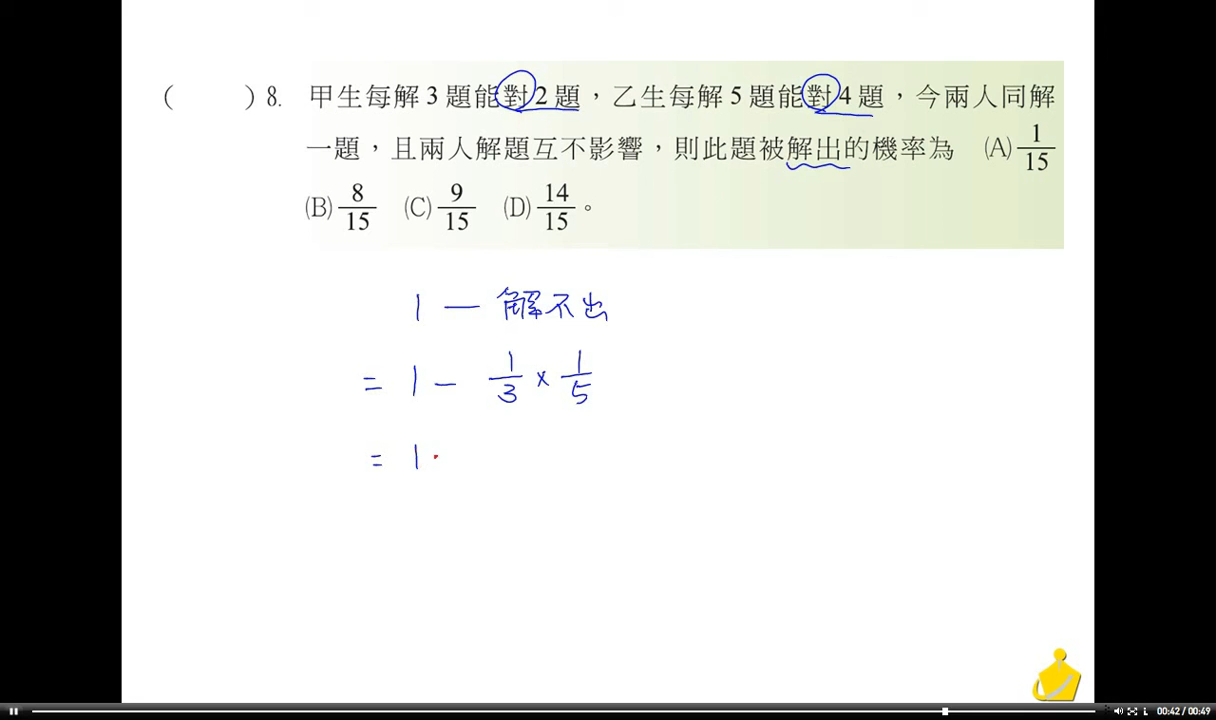 (　　)8. 甲生每解 3 題能對 2 題，乙生每解 5 題能對 4 題，今兩人同解
一題，且兩人解題互不影響，則此題被解出的機率為 (A) 1/15
(B) 8/15 (C) 9/15 (D) 14/15。
1 — 解不出
= 1 - 1/3 × 1/5
= 1
00:42 / 00:49